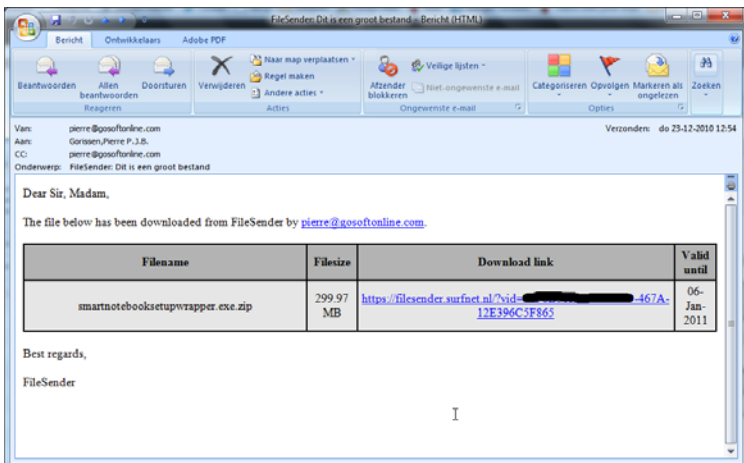 FileSender: Dit is een groot bestand - Bericht (HTML)
Bericht Ontwikkelaars Adobe PDF
Beantwoorden Allen beantwoorden Doorsturen
Reageren
Verwijderen Naar map verplaatsen
Regel maken
Andere acties
Acties
Afzender blokkeren Veilige lijsten
Niet-ongewenste e-mail
Ongewenste e-mail
Categoriseren Opvolgen Markeren als ongelezen
Opties
Zoeken
Van: pierre@gosoftonline.com
Verzonden: do 23-12-2010 12:54
Aan: Gorissen,Pierre P.J.B.
CC: pierre@gosoftonline.com
Onderwerp: FileSender: Dit is een groot bestand
Dear Sir, Madam,
The file below has been downloaded from FileSender by pierre@gosoftonline.com.
Filename Filesize Download link Valid until
smartnotebooksetupwrapper.exe.zip
299.97
MB
https://filesender.surfnet.nl/?vid= -467A-
12E396C5F865
06-
Jan-
2011
Best regards,
FileSender